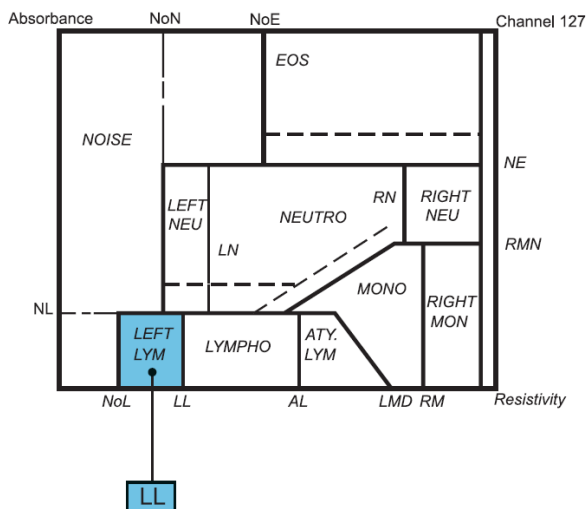 Absorbance NoN NoE Channel 127
EOS
NOISE
NE
LEFT
NEU
NEUTRO
RN
RIGHT
NEU
LN
RMN
MONO
RIGHT
MON
NL
LEFT
LYM
LYMPHO
ATY.
LYM
NoL LL AL LMD RM Resistivity
LL